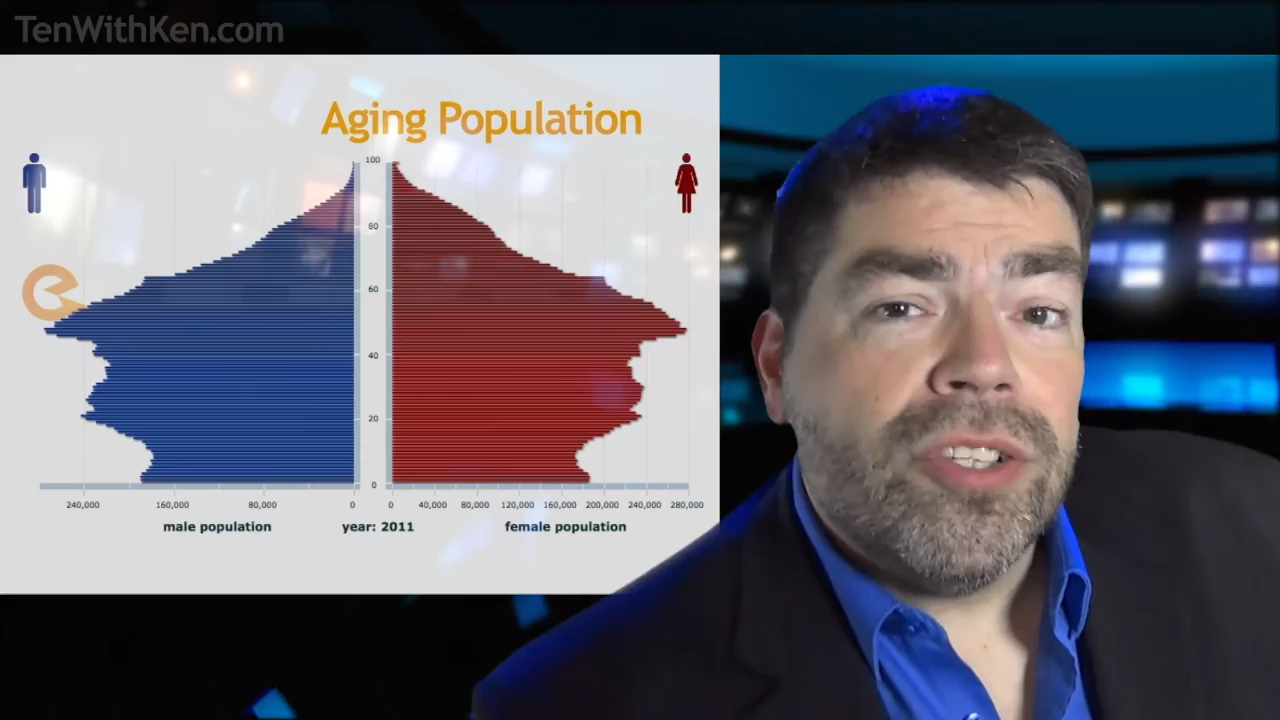 TenWithKen.com
Aging Population
100
80
60
40
20
0
240,000 160,000 80,000 0 0 40,000 80,000 120,000 160,000 200,000 240,000 280,000
male population year: 2011 female population